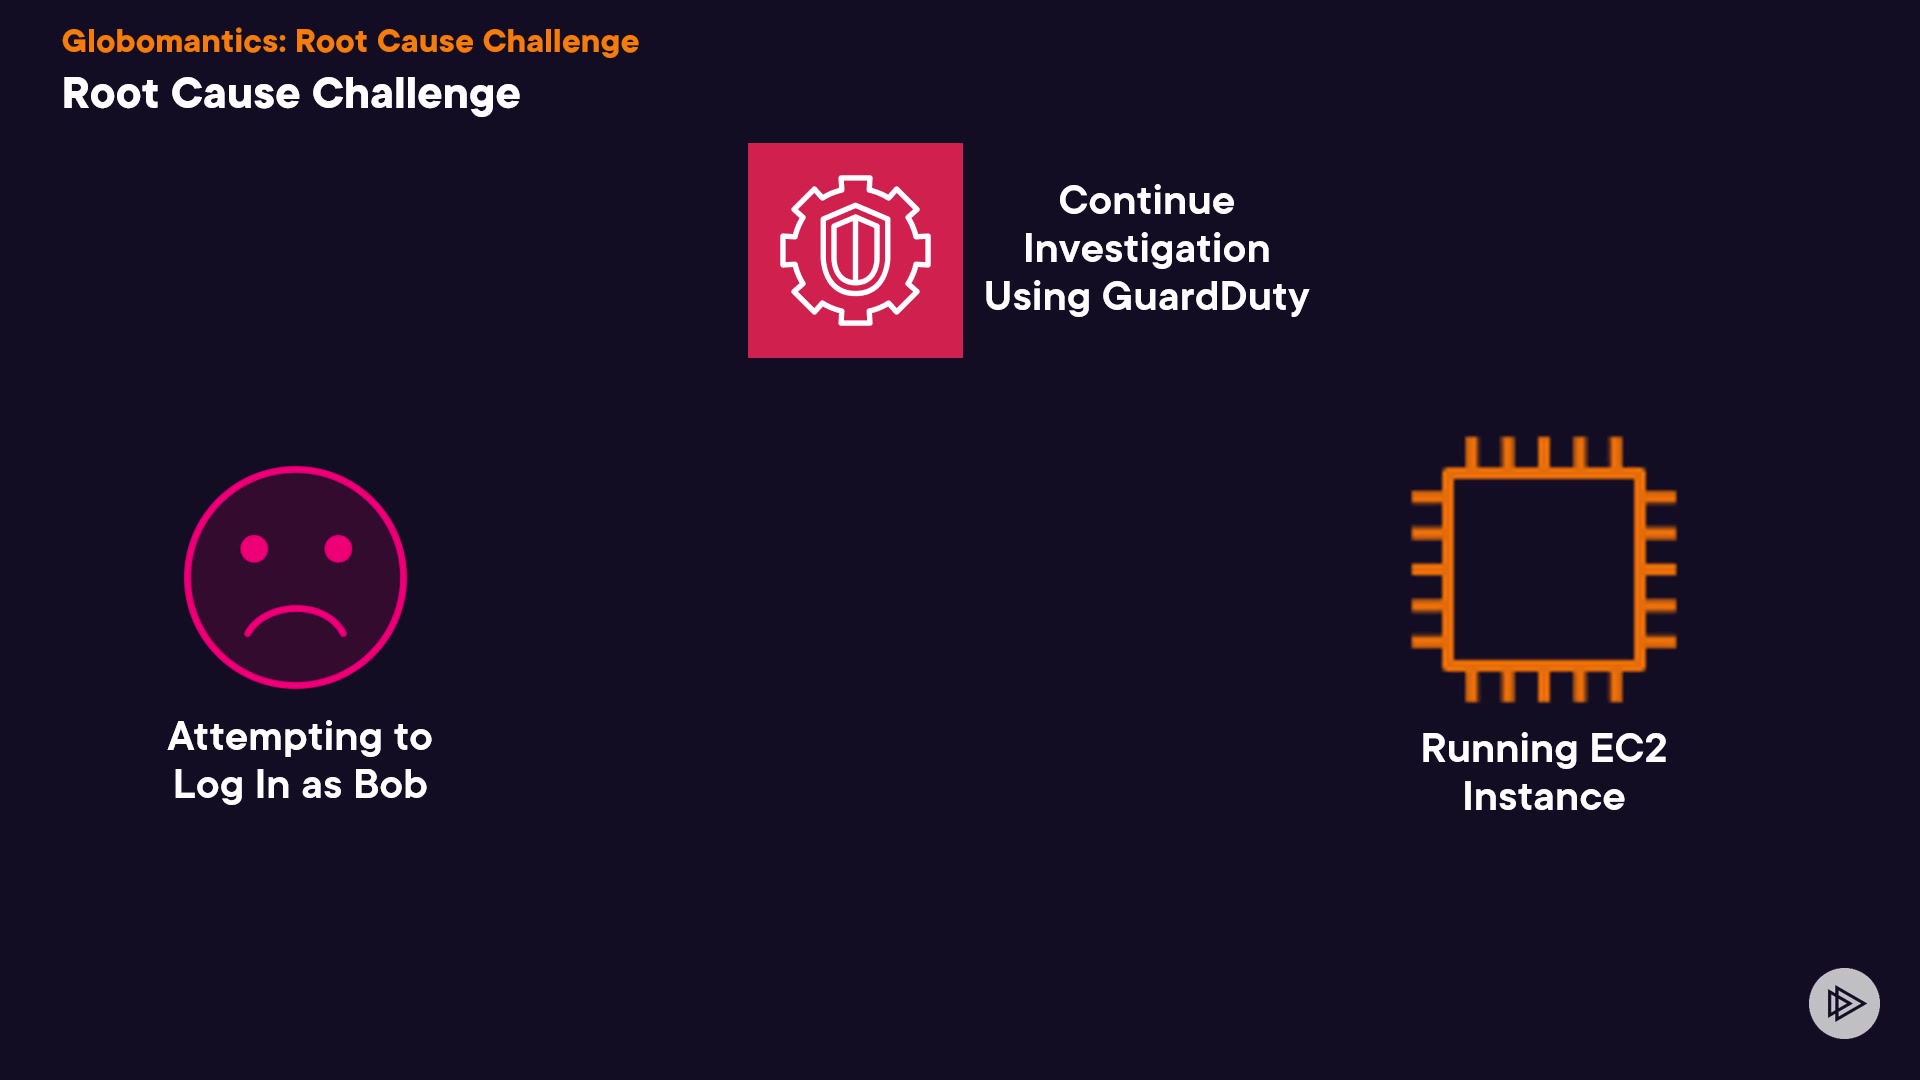 Globomantics: Root Cause Challenge
Root Cause Challenge
Continue
Investigation
Using GuardDuty
Attempting to
Log In as Bob
Running EC2
Instance